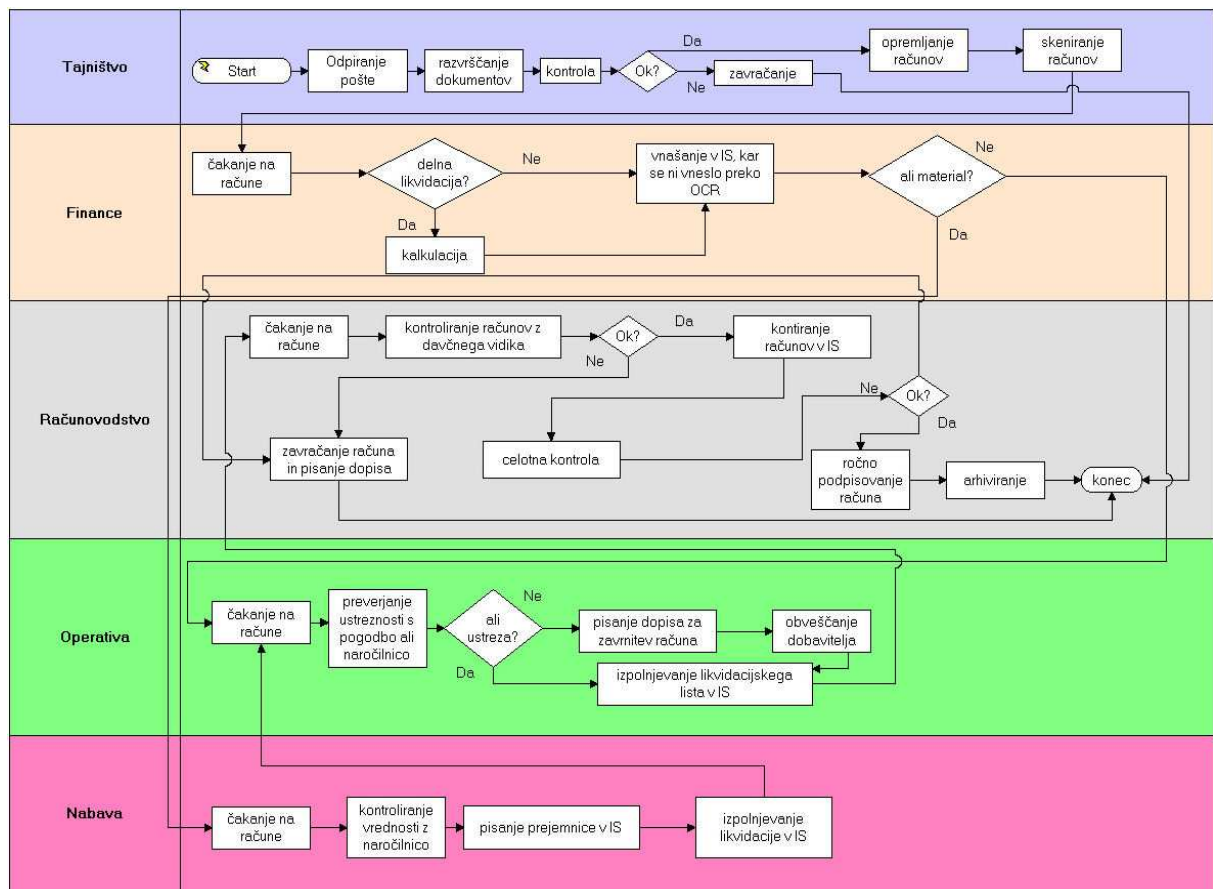 Tajništvo
Start
Odpiranje
pošte
razvrščanje
dokumentov
kontrola
Ok?
Da
Ne
zavračanje
opremljanje
računov
skeniranje
računov
Finance
čakanje na
račune
delna
likvidacija?
Ne
Da
kalkulacija
vnašanje v IS, kar
se ni vneslo preko
OCR
ali material?
Ne
Da
Računovodstvo
čakanje na
račune
kontroliranje računov z
davčnega vidika
Ok?
Da
Ne
kontiranje
računov v IS
zavračanje računa
in pisanje dopisa
celotna kontrola
Ne
Ok?
Da
ročno
podpisovanje
računa
arhiviranje
konec
Operativa
čakanje na
račune
preverjanje
ustreznosti s
pogodbo ali
naročilnico
ali
ustreza?
Ne
Da
pisanje dopisa za
zavrnitev računa
obveščanje
dobavitelja
izpolnjevanje likvidacijskega
lista v IS
Nabava
čakanje na
račune
kontroliranje
vrednosti z
naročilnico
pisanje prejemnice v IS
izpolnjevanje
likvidacije v IS